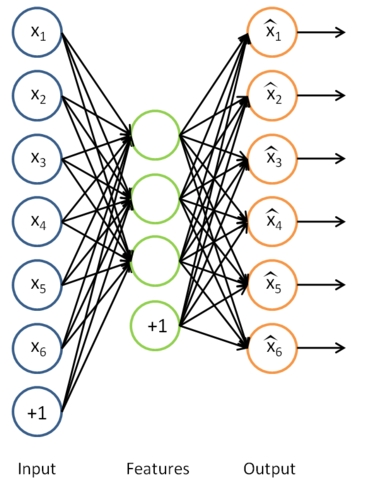 x₁ x̂₁
x₂ x̂₂
x₃ x̂₃
x₄ x̂₄
x₅ +1 x̂₅
x₆ x̂₆
+1
Input Features Output